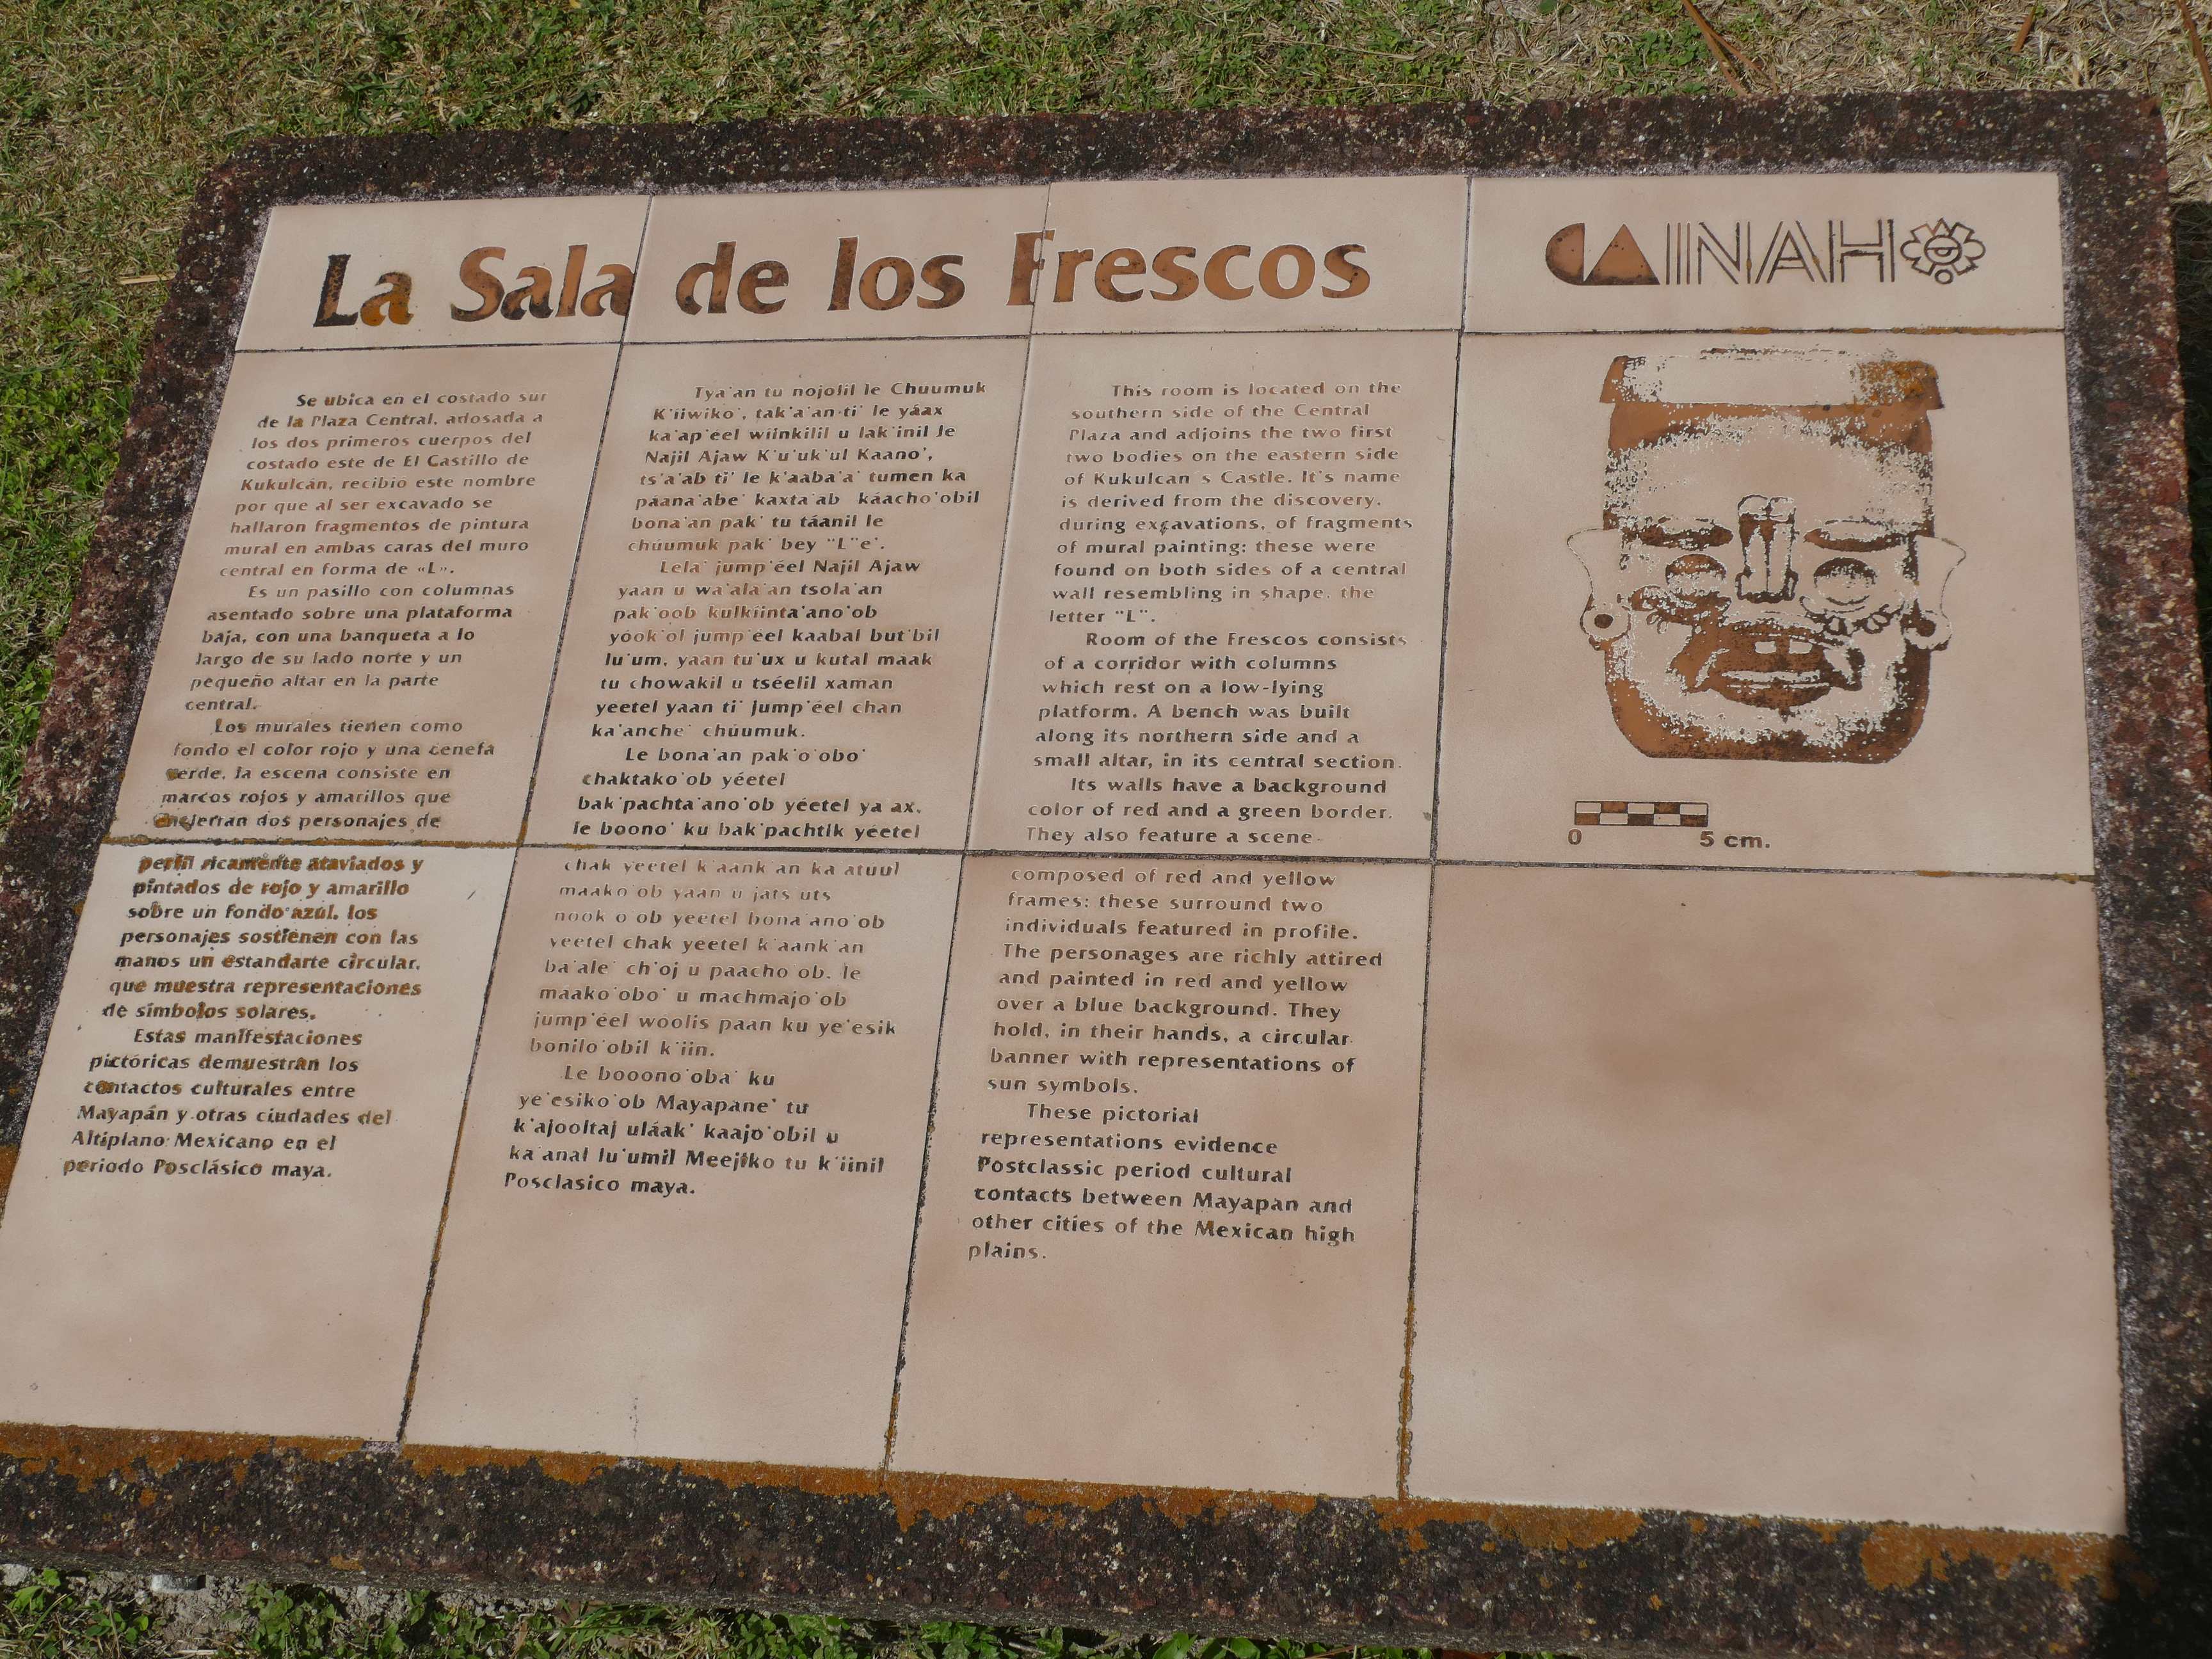 La Sala de los Frescos
INAH
Se ubica en el costado sur
de la Plaza Central, adosada a
los dos primeros cuerpos del
costado este de El Castillo de
Kukulcán, recibio este nombre
por que al ser excavado se
hallaron fragmentos de pintura
mural en ambas caras del muro
central en forma de «L».
Es un pasillo con columnas
asentado sobre una plataforma
baja, con una banqueta a lo
largo de su lado norte y un
pequeño altar en la parte
central.
Los murales tienen como
fondo el color rojo y una cenefa
verde, la escena consiste en
marcos rojos y amarillos que
encierran dos personajes de
perfil ricamente ataviados y
pintados de rojo y amarillo
sobre un fondo azul, los
personajes sostienen con las
manos un estandarte circular,
que muestra representaciones
de símbolos solares.
Estas manifestaciones
pictóricas demuestran los
contactos culturales entre
Mayapán y otras ciudades del
Altiplano Mexicano en el
periodo Posclásico maya.
Tya'an tu nojolil le Chuumuk
K'iiwiko', tak'a'an ti' le yáax
ka'ap'eel wiinkilil u lak'inil le
Najil Ajaw K'u'uk'ul Kaano',
ts'a'ab ti' le k'aaba'a' tumen ka
páana'abe' kaxta'ab káacho'obil
bona'an pak' tu táanil le
chúumuk pak' bey "L"e'.
Lela' jump'éel Najil Ajaw
yaan u wa'ala'an tsola'an
pak'oob kulkiinta'ano'ob
yóok'ol jump'éel kaabal but'bil
lu'um, yaan tu'ux u kutal maak
tu chowakil u tséelil xaman
yeetel yaan ti' jump'éel chan
ka'anche' chúumuk.
Le bona'an pak'o'obo'
chaktako'ob yéetel
bak'pachta'ano'ob yéetel ya'ax,
le boono' ku bak'pachtik yéetel
chak yeetel k'aank'an ka atuul
maako'ob yaan u jats'uts
nook'o'ob yeetel bona'ano'ob
yeetel chak yeetel k'aank'an
ba'ale' ch'oj u paacho'ob, le
máako'obo' u machmajo'ob
jump'éel woolis paan ku ye'esik
bonilo'obil k'iin.
Le booono'oba' ku
ye'esiko'ob Mayapane' tu
k'ajooltaj uláak' kaajo'obil u
ka'anal lu'umil Meejiko tu k'iinil
Posclasico maya.
This room is located on the
southern side of the Central
Plaza and adjoins the two first
two bodies on the eastern side
of Kukulcan s Castle. It's name
is derived from the discovery,
during excavations, of fragments
of mural painting; these were
found on both sides of a central
wall resembling in shape, the
letter "L".
Room of the Frescos consists
of a corridor with columns
which rest on a low-lying
platform. A bench was built
along its northern side and a
small altar, in its central section.
Its walls have a background
color of red and a green border.
They also feature a scene
composed of red and yellow
frames; these surround two
individuals featured in profile.
The personages are richly attired
and painted in red and yellow
over a blue background. They
hold, in their hands, a circular
banner with representations of
sun symbols.
These pictorial
representations evidence
Postclassic period cultural
contacts between Mayapan and
other cities of the Mexican high
plains.
0 5 cm.